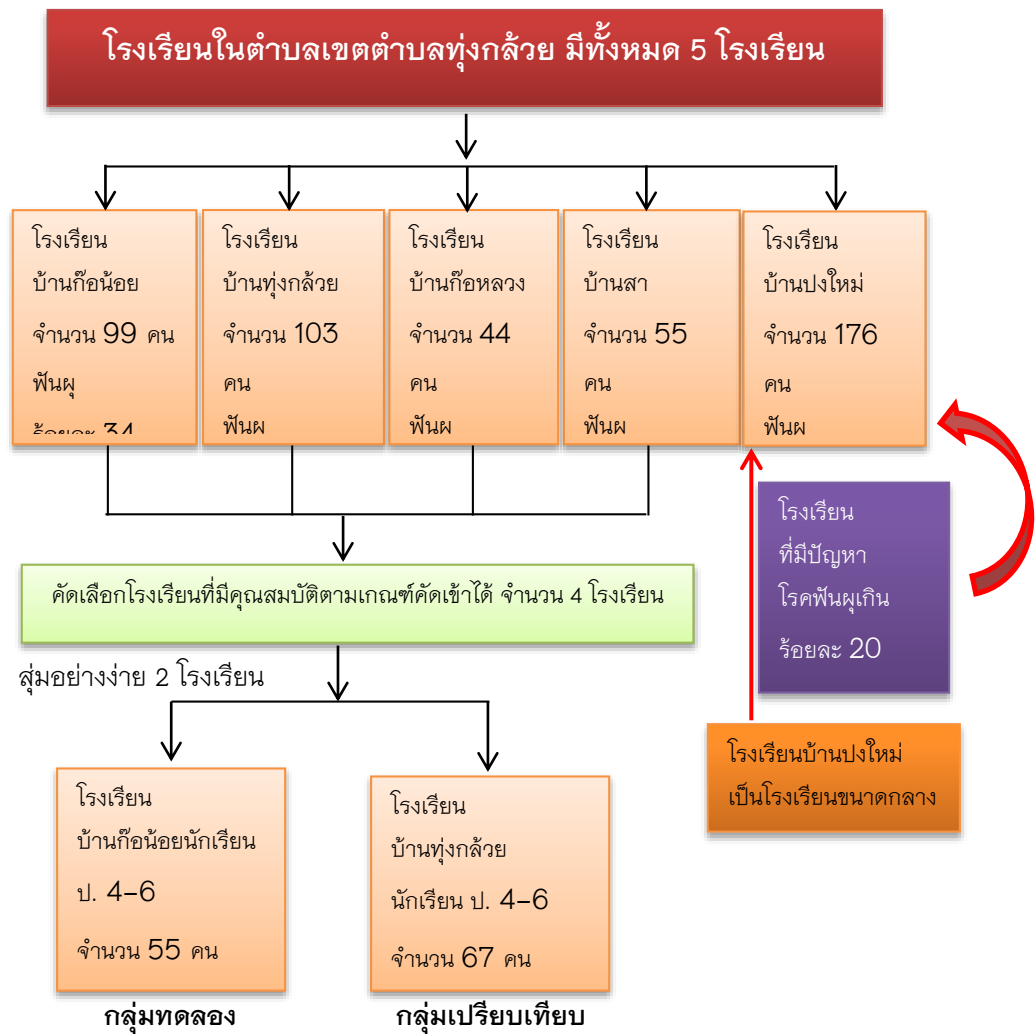 โรงเรียนในตำบลเขตตำบลทุ่งกล้วย มีทั้งหมด 5 โรงเรียน
โรงเรียน
บ้านก๊อน้อย
จำนวน 99 คน
ฟันผุ
ร้อยละ 34
โรงเรียน
บ้านทุ่งกล้วย
จำนวน 103
คน
ฟันผ
โรงเรียน
บ้านก๊อหลวง
จำนวน 44
คน
ฟันผ
โรงเรียน
บ้านสา
จำนวน 55
คน
ฟันผ
โรงเรียน
บ้านปงใหม่
จำนวน 176
คน
ฟันผ
โรงเรียน
ที่มีปัญหา
โรคฟันผุเกิน
ร้อยละ 20
คัดเลือกโรงเรียนที่มีคุณสมบัติตามเกณฑ์คัดเข้าได้ จำนวน 4 โรงเรียน
สุ่มอย่างง่าย 2 โรงเรียน
โรงเรียนบ้านปงใหม่
เป็นโรงเรียนขนาดกลาง
โรงเรียน
บ้านก๊อน้อยนักเรียน
ป. 4-6
จำนวน 55 คน
โรงเรียน
บ้านทุ่งกล้วย
นักเรียน ป. 4-6
จำนวน 67 คน
กลุ่มทดลอง
กลุ่มเปรียบเทียบ